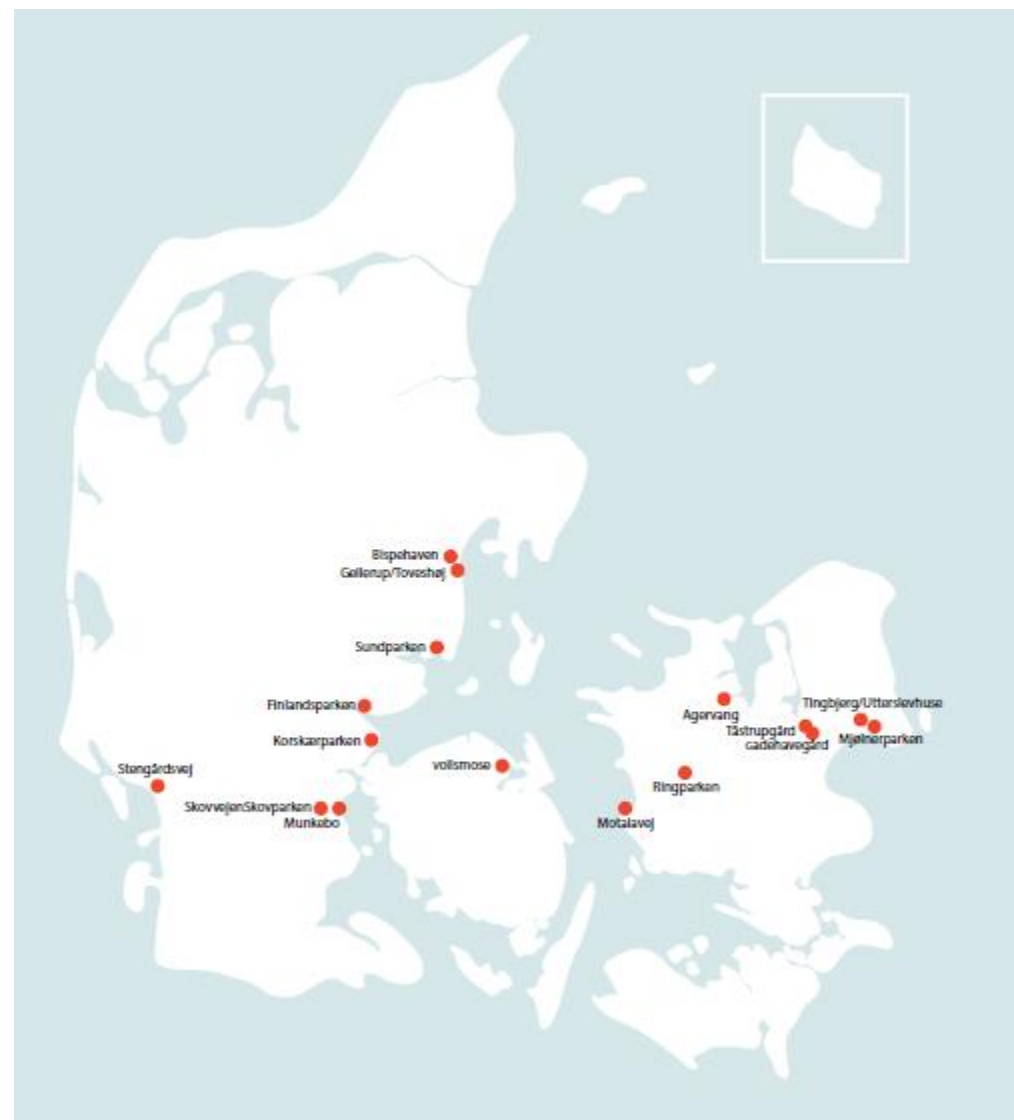 Bispehaven
Gellerup/Toveshøj
Sundparken
Finlandsparken
Korskærparken
Stengårdsvej
SkovvejenSkovparken
Munkebo
vollsmose
Agervang
Tingbjerg/Utterslevhuse
Tåstrupgård
Mjølnerparken
gadehavegård
Ringparken
Motalavej